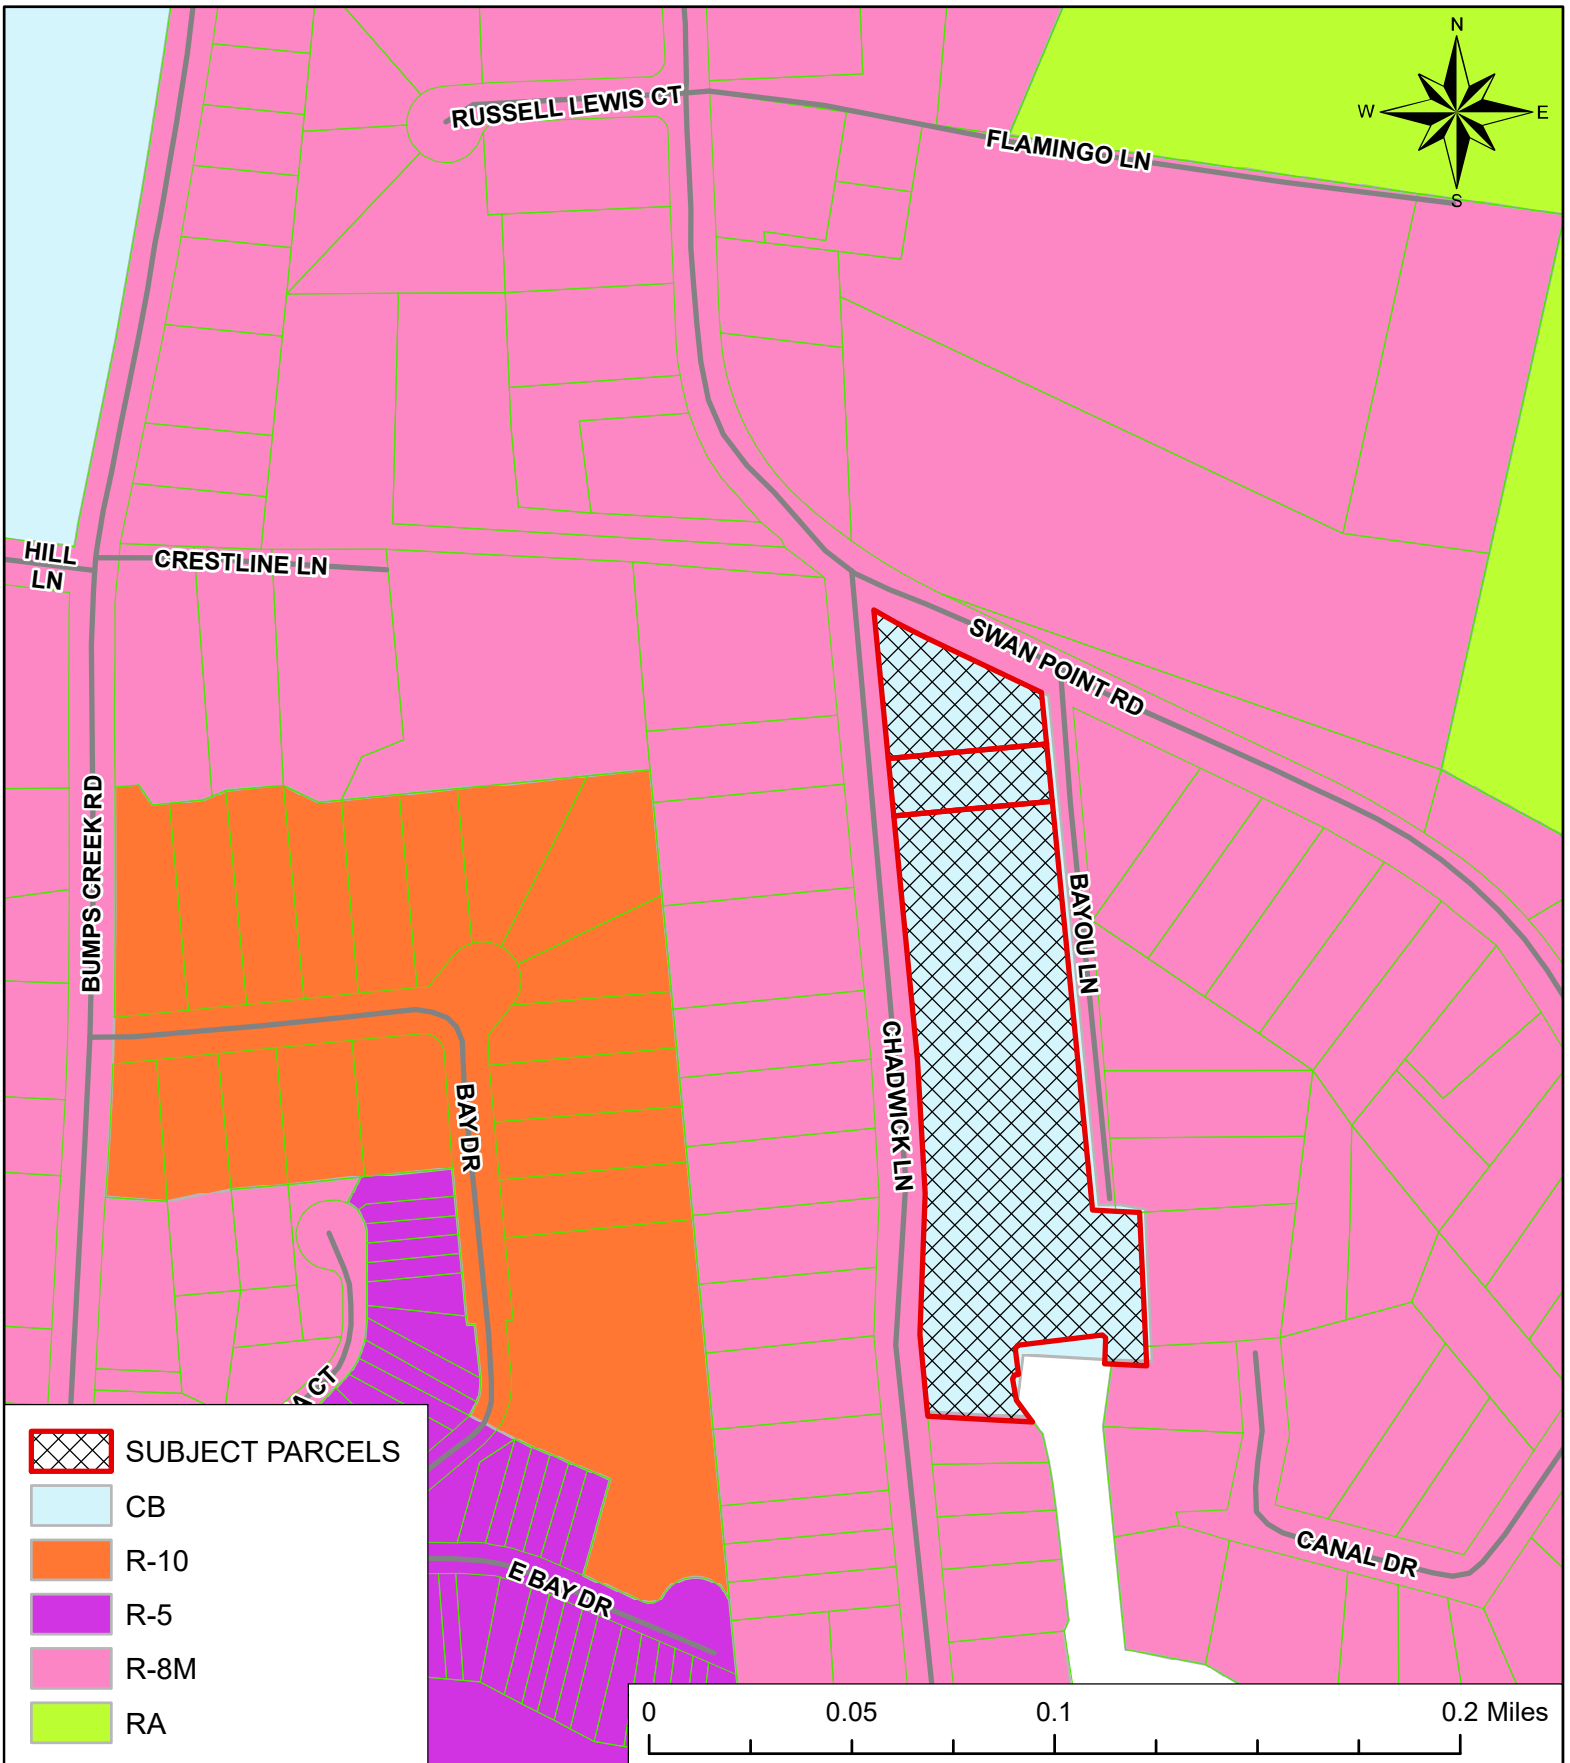 N
W
E
S
RUSSELL LEWIS CT
FLAMINGO LN
HILL
LN
CRESTLINE LN
SWAN POINT RD
BUMPS CREEK RD
BAYOU LN
CHADWICK LN
BAY DR
A CT
CANAL DR
E BAY DR
SUBJECT PARCELS
CB
R-10
R-5
R-8M
RA
0
0.05
0.1
0.2 Miles